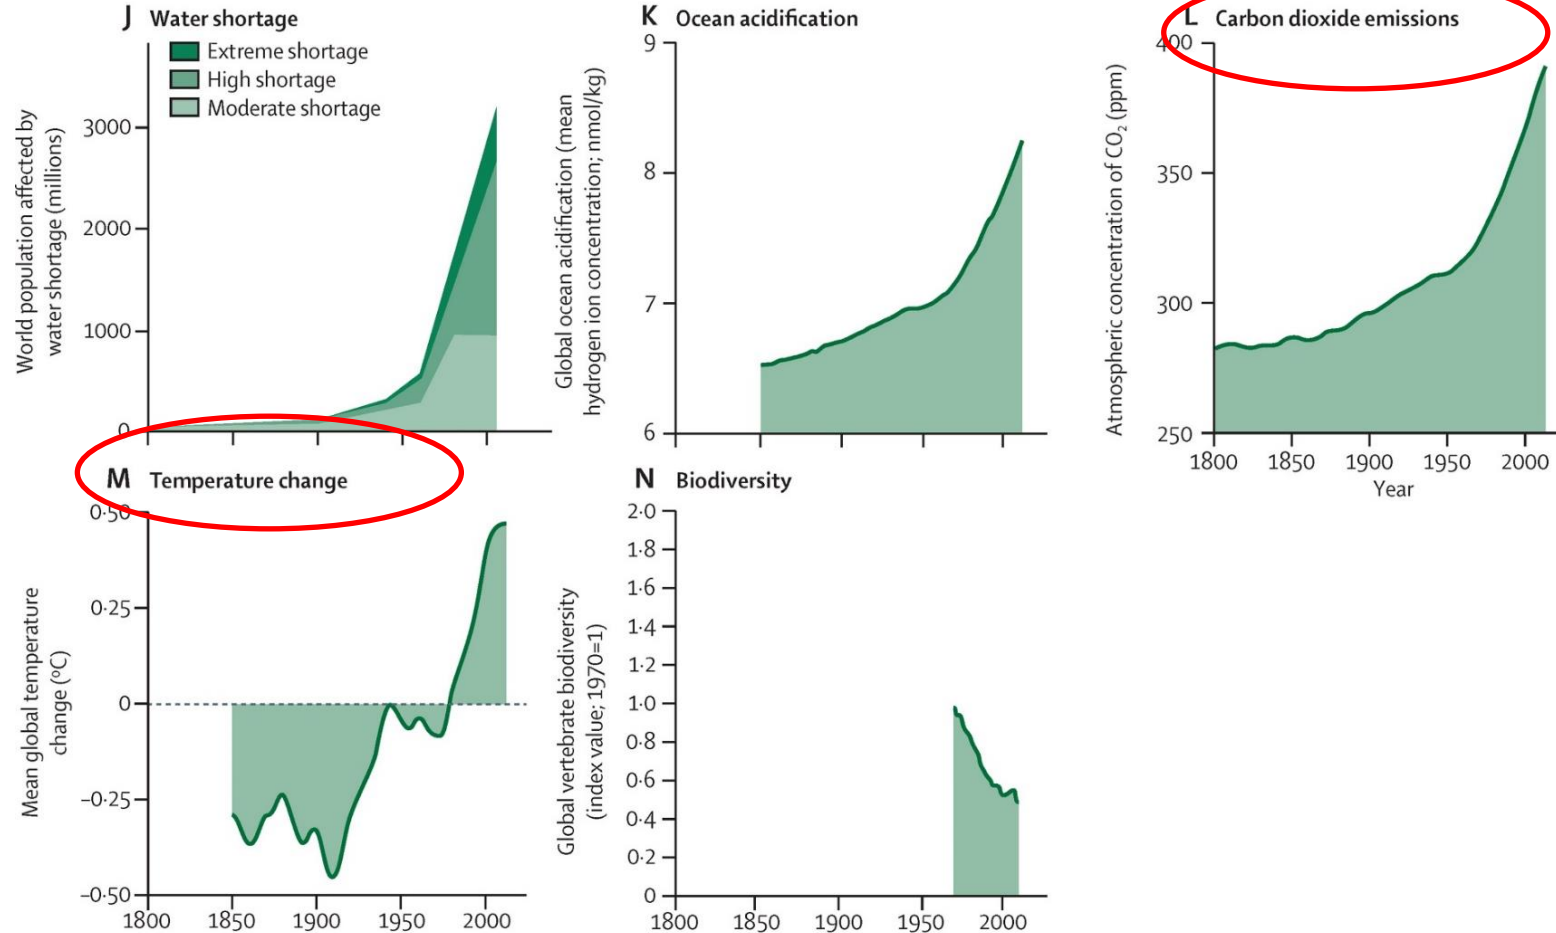 J Water shortage
Extreme shortage
High shortage
Moderate shortage
World population affected by
water shortage (millions)
3000
2000
1000
0
K Ocean acidification
Global ocean acidification (mean
hydrogen ion concentration; nmol/kg)
9
8
7
6
L Carbon dioxide emissions
Atmospheric concentration of CO₂ (ppm)
400
350
300
250
1800 1850 1900 1950 2000
Year
M Temperature change
Mean global temperature
change (ºC)
0·50
0·25
0
–0·25
–0·50
1800 1850 1900 1950 2000
N Biodiversity
Global vertebrate biodiversity
(index value; 1970=1)
2·0
1·8
1·6
1·4
1·2
1·0
0·8
0·6
0·4
0·2
0
1800 1850 1900 1950 2000